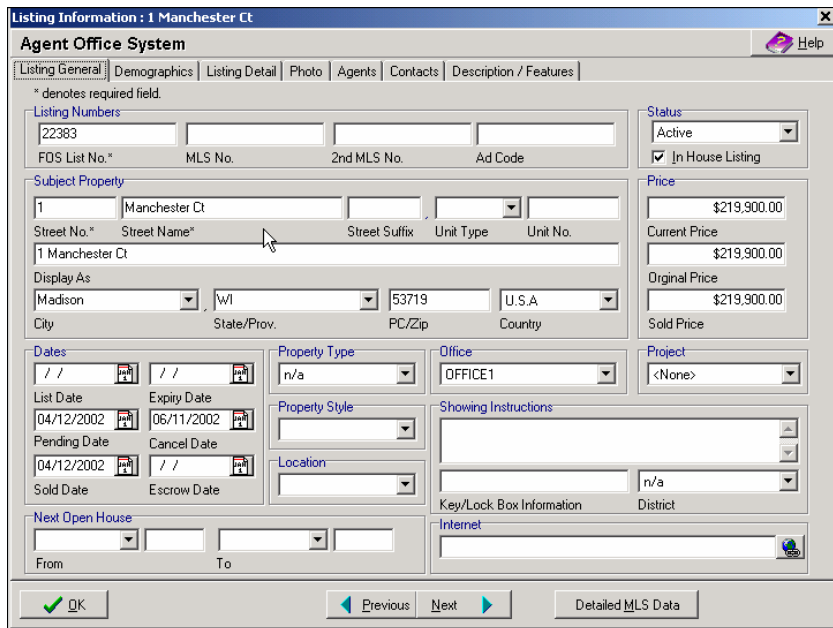 Listing Information : 1 Manchester Ct
Agent Office System
Help
Listing General Demographics Listing Detail Photo Agents Contacts Description / Features
* denotes required field.
Listing Numbers
22383
FOS List No.* MLS No. 2nd MLS No. Ad Code
Status
Active
In House Listing
Subject Property
1 Manchester Ct ,
Street No.* Street Name* Street Suffix Unit Type Unit No.
1 Manchester Ct
Display As
Madison , WI 53719 U.S.A
City State/Prov. PC/Zip Country
Price
$219,900.00
Current Price
$219,900.00
Orginal Price
$219,900.00
Sold Price
Dates
/ / / /
List Date Expiry Date
04/12/2002 06/11/2002
Pending Date Cancel Date
04/12/2002 / /
Sold Date Escrow Date
Property Type
n/a
Property Style
Location
Office
OFFICE1
Project
<None>
Showing Instructions
n/a
Key/Lock Box Information District
Next Open House
From To
Internet
OK Previous Next Detailed MLS Data